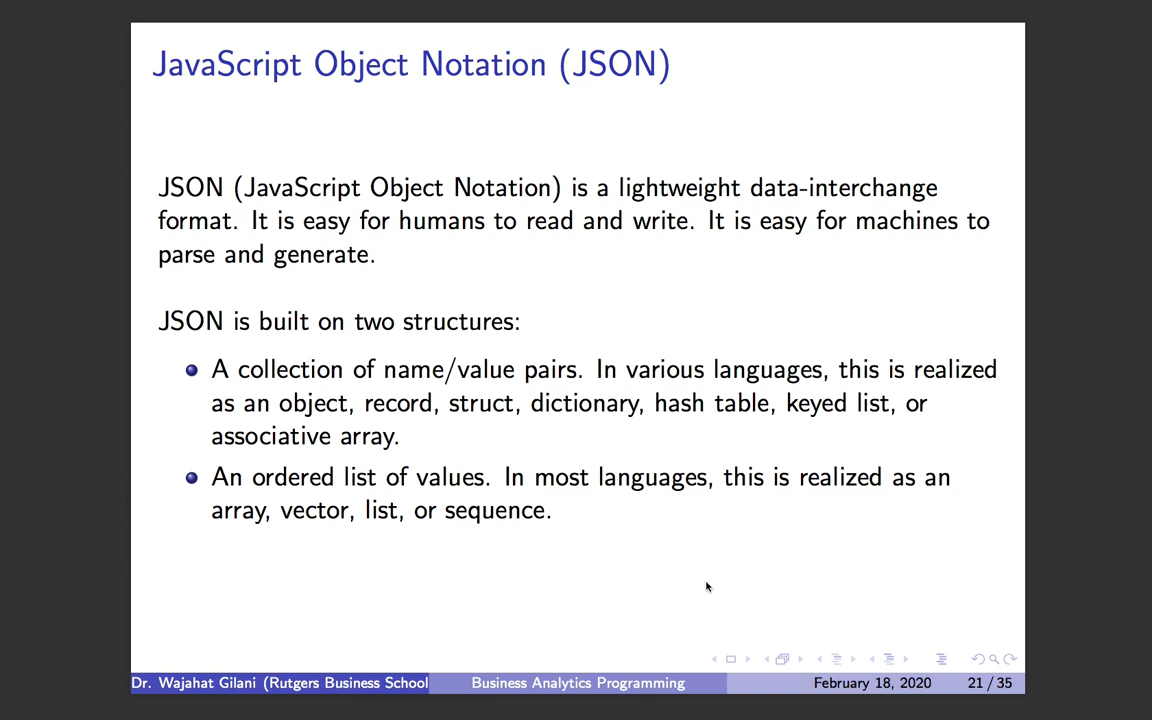 JavaScript Object Notation (JSON)
JSON (JavaScript Object Notation) is a lightweight data-interchange
format. It is easy for humans to read and write. It is easy for machines to
parse and generate.
JSON is built on two structures:
A collection of name/value pairs. In various languages, this is realized
as an object, record, struct, dictionary, hash table, keyed list, or
associative array.
An ordered list of values. In most languages, this is realized as an
array, vector, list, or sequence.
Dr. Wajahat Gilani (Rutgers Business School Business Analytics Programming February 18, 2020 21 / 35